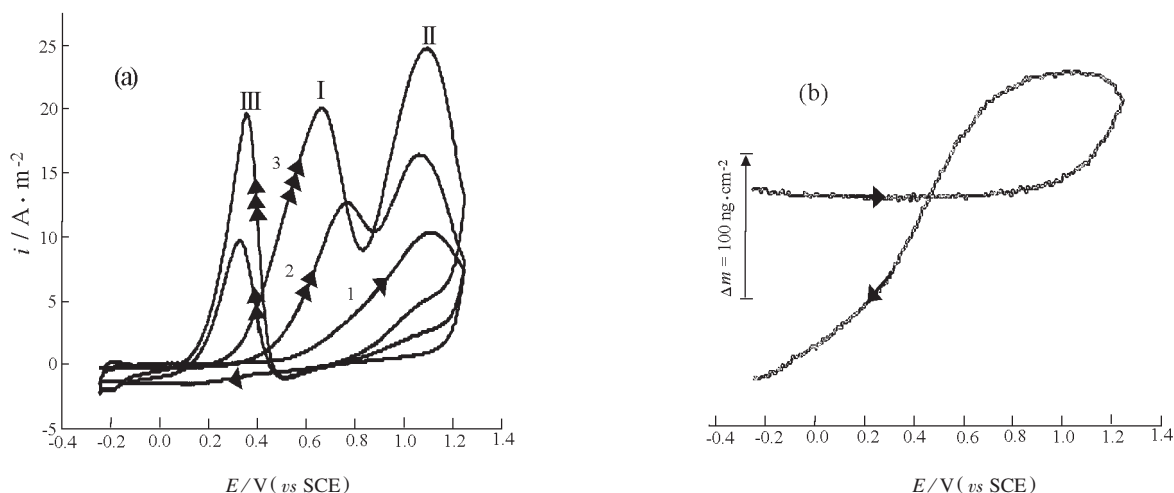 (a)
II
I
III
3
2
1
25
20
15
10
5
0
-5
i / A · m⁻²
-0.4 -0.2 0.0 0.2 0.4 0.6 0.8 1.0 1.2 1.4
E/V( vs SCE)
(b)
Δm = 100 ng·cm⁻²
-0.4 -0.2 0.0 0.2 0.4 0.6 0.8 1.0 1.2 1.4
E/V( vs SCE)